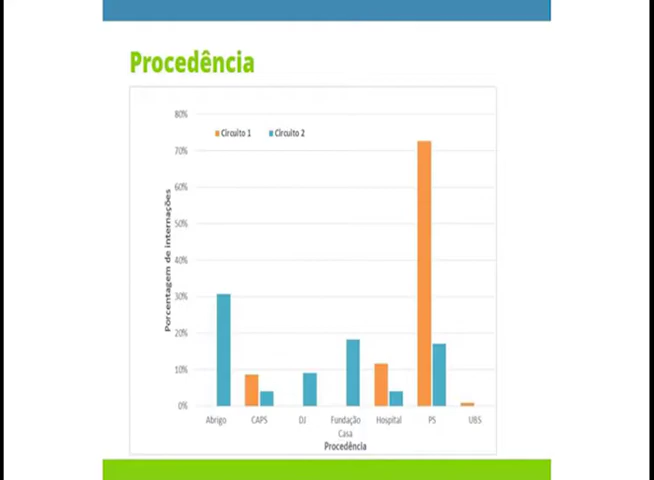 Procedência
80%
Circuito 1
Circuito 2
70%
60%
50%
40%
30%
20%
10%
0%
Porcentagem de internações
Abrigo
CAPS
DJ
Fundação
Casa
Hospital
PS
UBS
Procedência